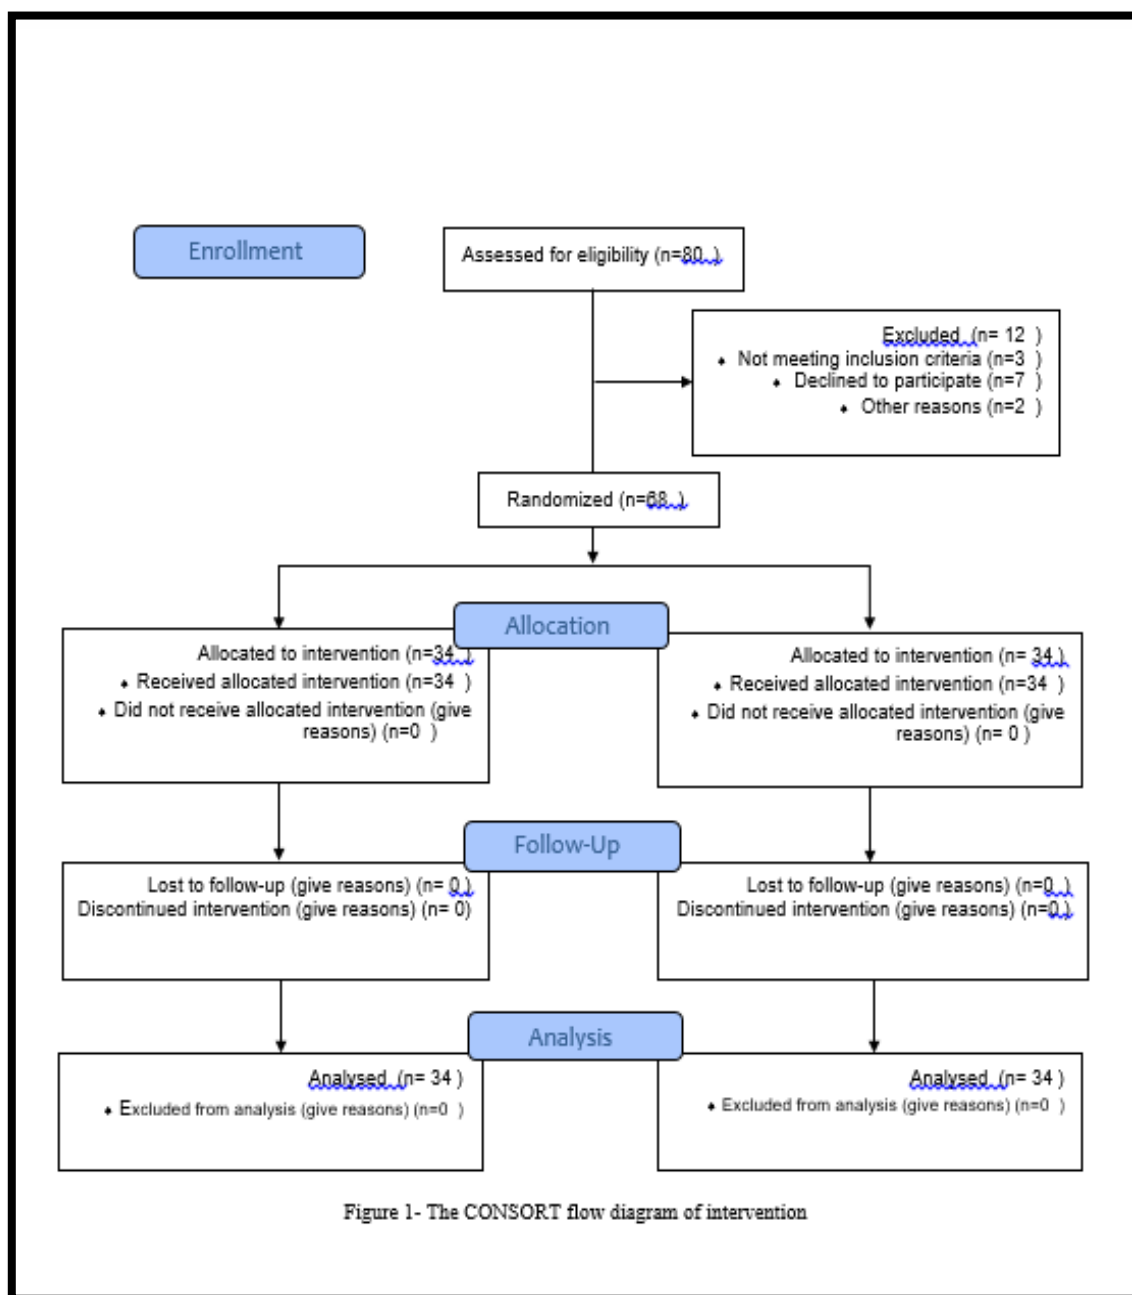 Enrollment
Assessed for eligibility (n=80 )
Excluded (n= 12 )
♦ Not meeting inclusion criteria (n=3 )
♦ Declined to participate (n=7 )
♦ Other reasons (n=2 )
Randomized (n=68 )
Allocation
Allocated to intervention (n=34 )
♦ Received allocated intervention (n=34 )
♦ Did not receive allocated intervention (give
reasons) (n=0 )
Allocated to intervention (n= 34 )
♦ Received allocated intervention (n=34 )
♦ Did not receive allocated intervention (give
reasons) (n= 0 )
Follow-Up
Lost to follow-up (give reasons) (n= 0 )
Discontinued intervention (give reasons) (n= 0)
Lost to follow-up (give reasons) (n=0 )
Discontinued intervention (give reasons) (n=0 )
Analysis
Analysed (n= 34 )
♦ Excluded from analysis (give reasons) (n=0 )
Analysed (n= 34 )
♦ Excluded from analysis (give reasons) (n=0 )
Figure 1- The CONSORT flow diagram of intervention